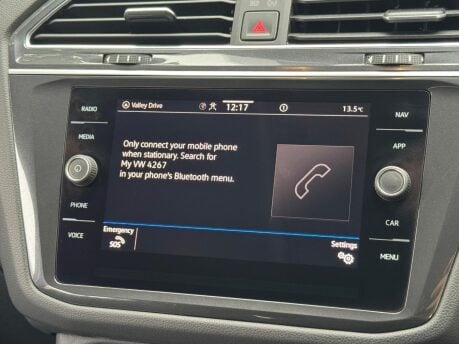 RADIO
MEDIA
PHONE
VOICE
Valley Drive
12:17
13.5°C
Only connect your mobile phone
when stationary. Search for
My VW 4267
in your phone's Bluetooth menu.
Emergency
SOS
Settings
NAV
APP
CAR
MENU